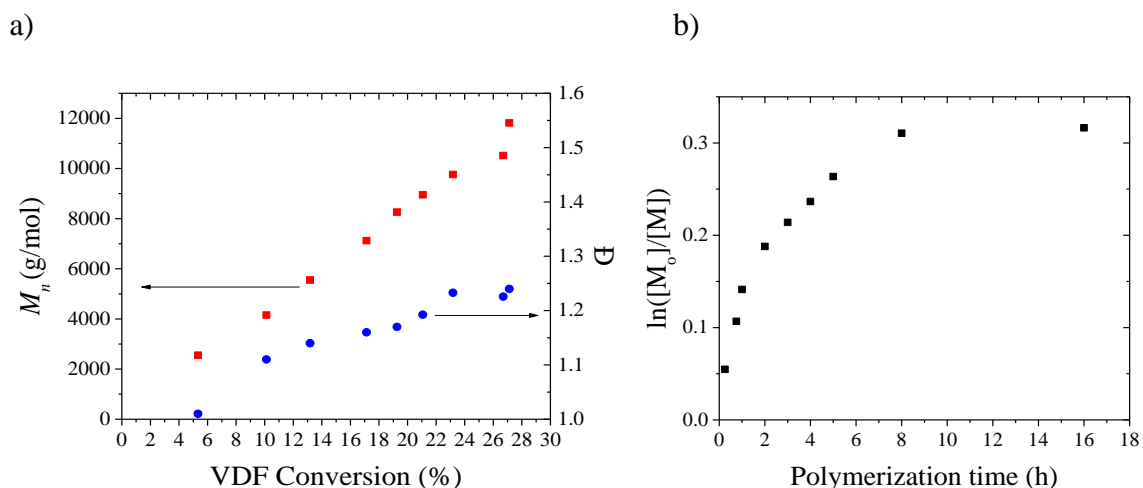 a)
b)
12000
10000
8000
6000
4000
2000
0
M_n (g/mol)
1.6
1.5
1.4
1.3
1.2
1.1
1.0
Đ
0 2 4 6 8 10 12 14 16 18 20 22 24 26 28 30
VDF Conversion (%)
0.3
0.2
0.1
0.0
ln([M_o]/[M])
0 2 4 6 8 10 12 14 16 18
Polymerization time (h)